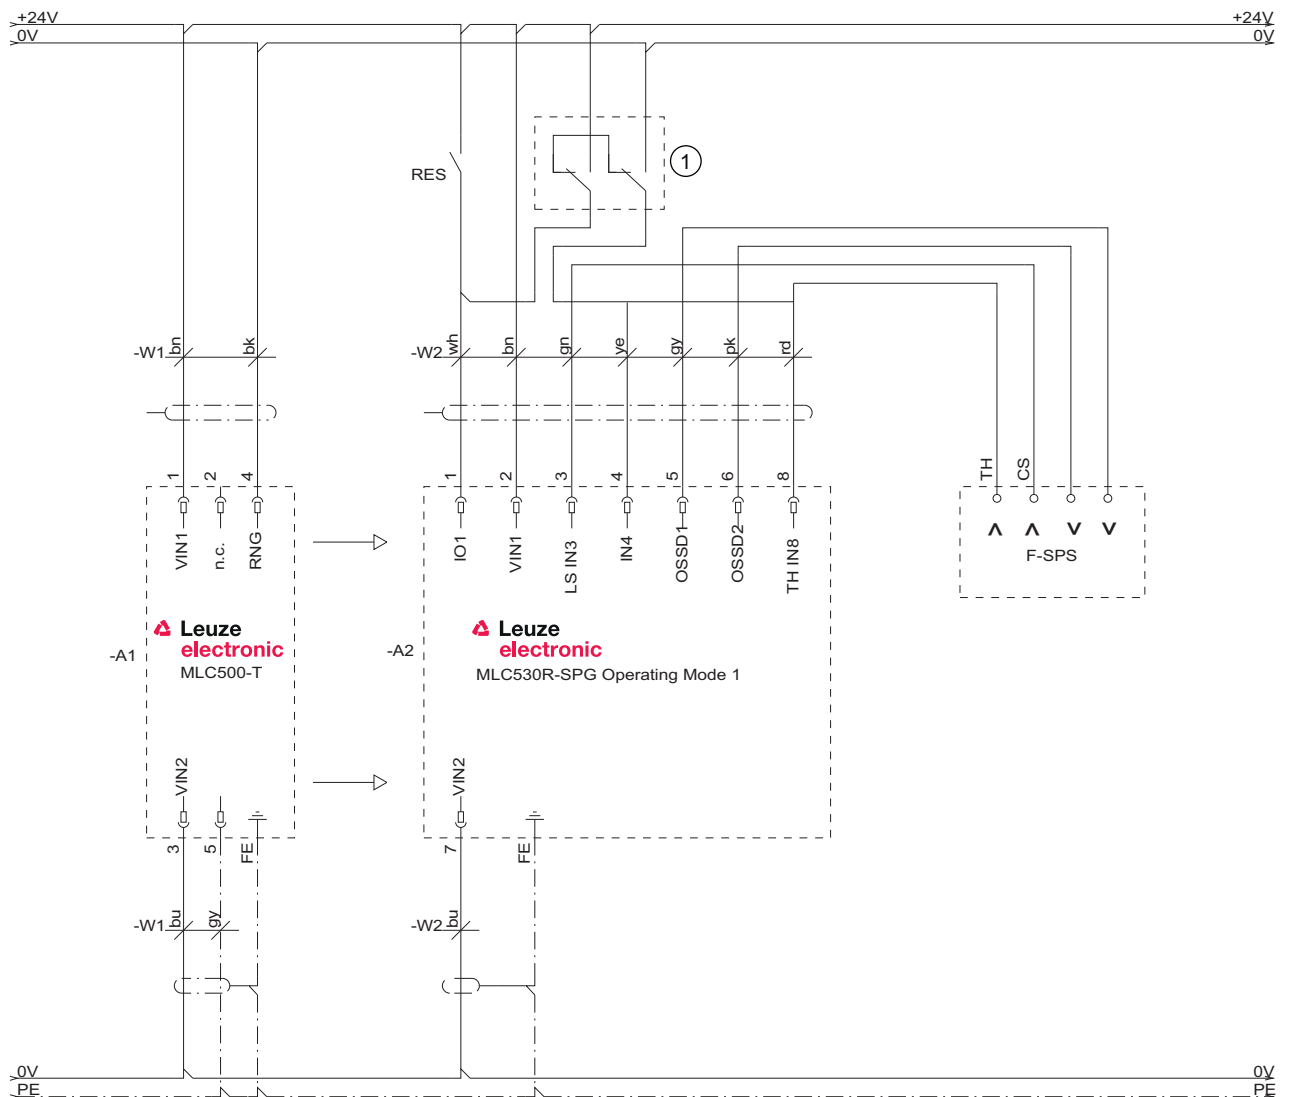 +24V +24V
0V 0V
1
RES
-W1 bn bk -W2 wh bn gn ye gy pk rd
TH CS
1 2 4 1 2 3 4 5 6 8
VIN1 n.c. RNG IO1 VIN1 LS IN3 IN4 OSSD1 OSSD2 TH IN8
F-SPS
Leuze
electronic
MLC500-T
-A1
Leuze
electronic
MLC530R-SPG Operating Mode 1
-A2
VIN2 VIN2
3 5 FE 7 FE
-W1 bu gy -W2 bu
0V 0V
PE PE